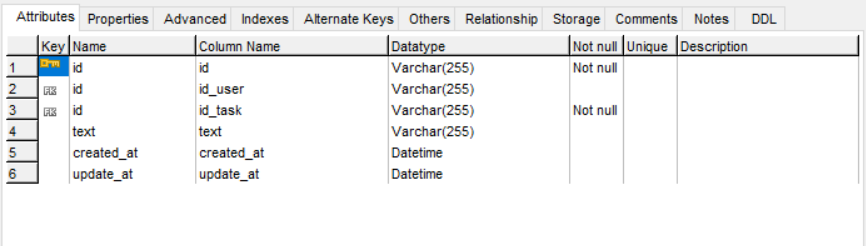 Attributes Properties Advanced Indexes Alternate Keys Others Relationship Storage Comments Notes DDL
Key Name Column Name Datatype Not null Unique Description
1 id id Varchar(255) Not null
2 FK id id_user Varchar(255)
3 FK id id_task Varchar(255) Not null
4 text text Varchar(255)
5 created_at created_at Datetime
6 update_at update_at Datetime